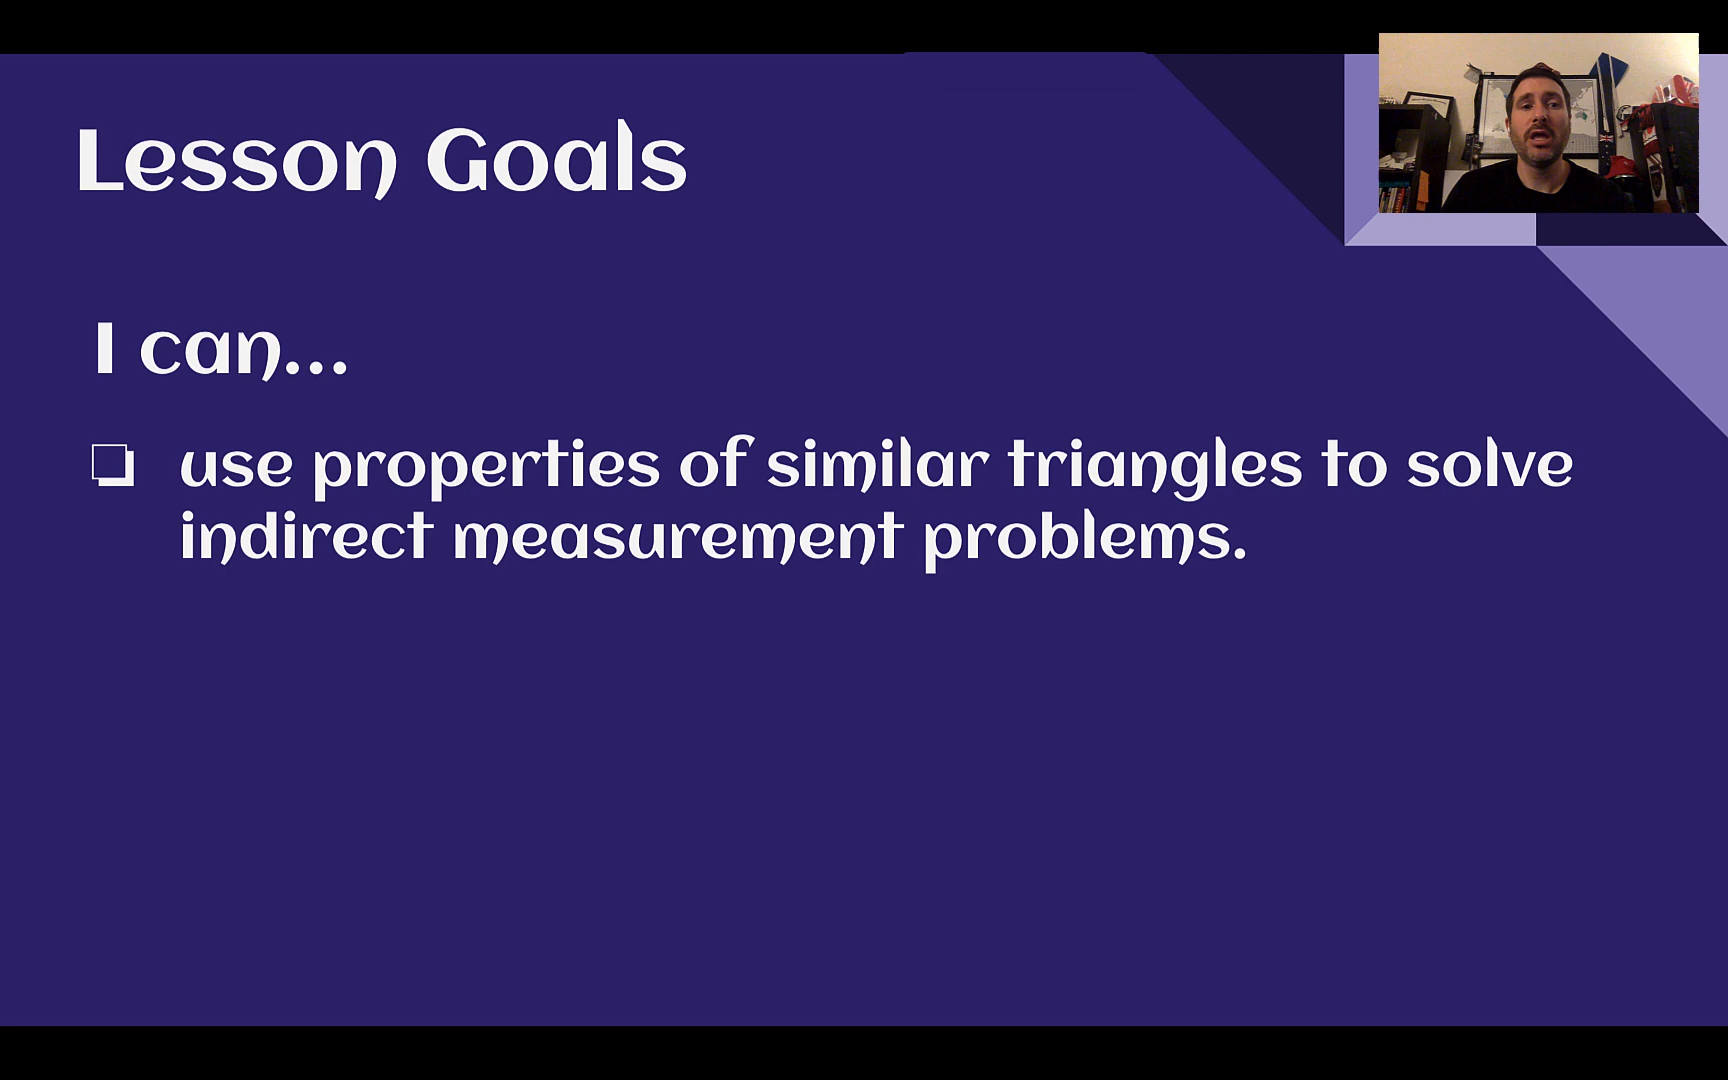 Lesson Goals
I can...
❏ use properties of similar triangles to solve
indirect measurement problems.